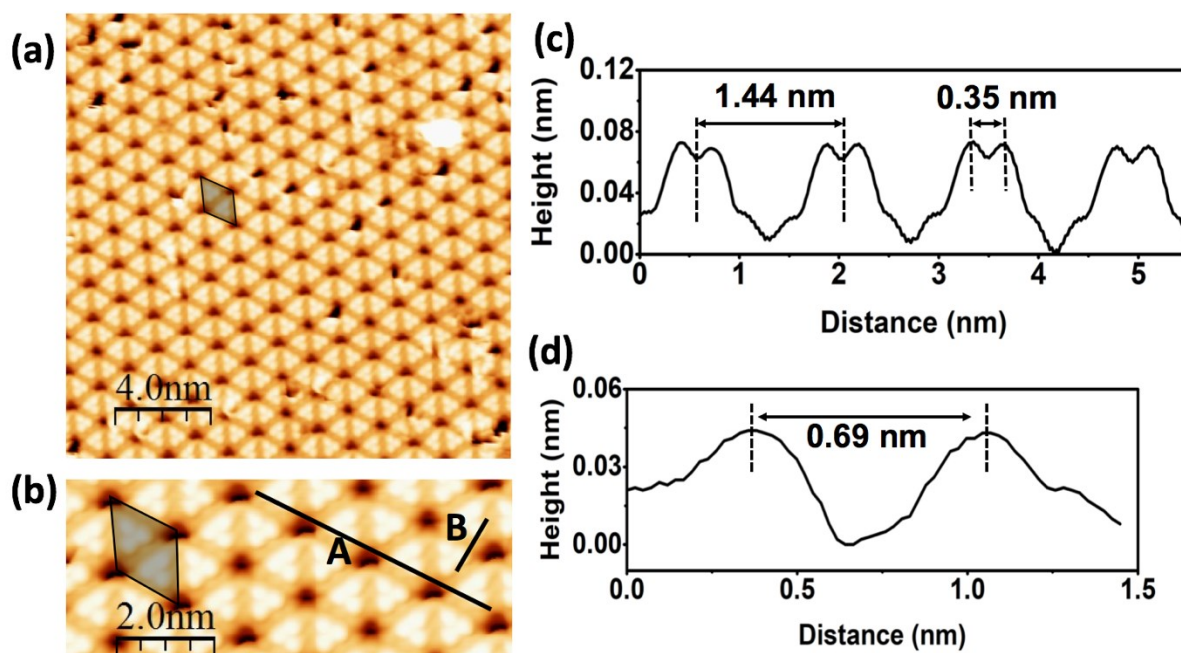 (a)
4.0nm
(b)
A
B
2.0nm
(c)
Height (nm)
0.12
0.08
0.04
0.00
1.44 nm
0.35 nm
0 1 2 3 4 5
Distance (nm)
(d)
Height (nm)
0.06
0.03
0.00
0.69 nm
0.0 0.5 1.0 1.5
Distance (nm)